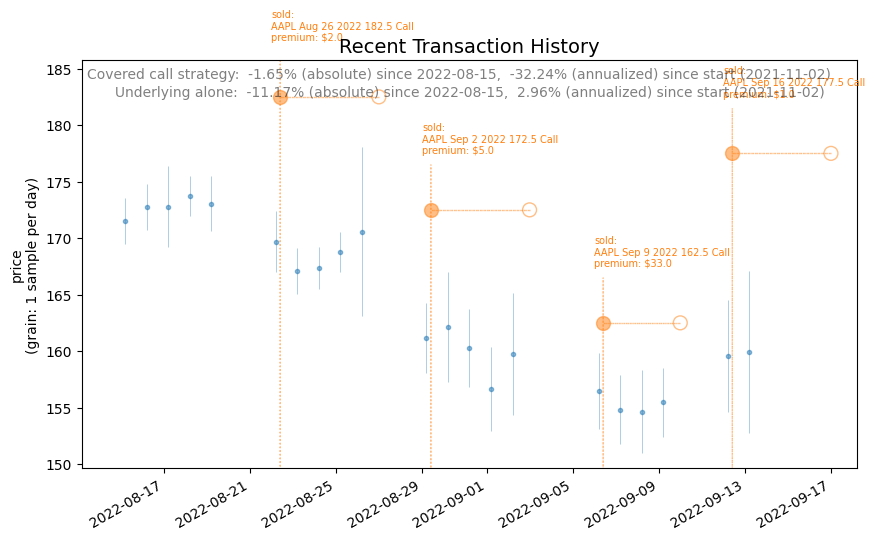 sold:
AAPL Aug 26 2022 182.5 Call
premium: $2.0
Recent Transaction History
Covered call strategy:  -1.65% (absolute) since 2022-08-15,  -32.24% (annualized) since start (2021-11-02)
Underlying alone:  -11.17% (absolute) since 2022-08-15,  2.96% (annualized) since start (2021-11-02)
sold:
AAPL Sep 16 2022 177.5 Call
premium: 
sold:
AAPL Sep 2 2022 172.5 Call
premium: $5.0
sold:
AAPL Sep 9 2022 162.5 Call
premium: $33.0
price
(grain: 1 sample per day)
185
180
175
170
165
160
155
150
2022-08-17
2022-08-21
2022-08-25
2022-08-29
2022-09-01
2022-09-05
2022-09-09
2022-09-13
2022-09-17